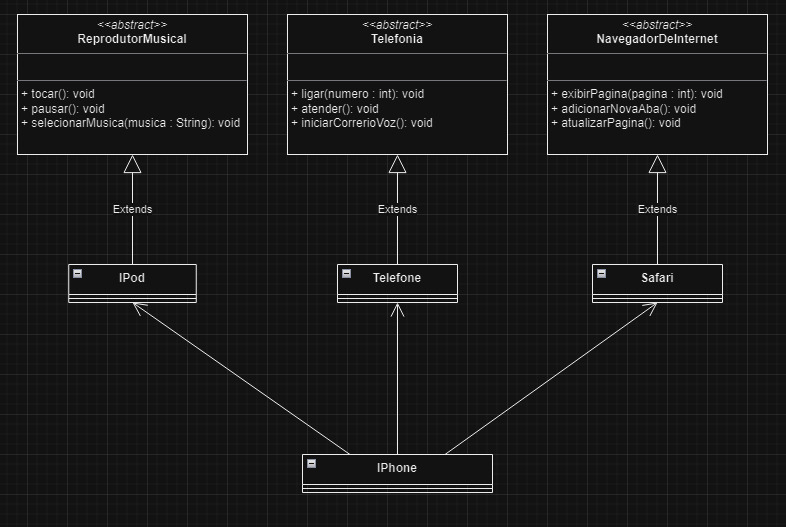 <<abstract>>
ReprodutorMusical
+ tocar(): void
+ pausar(): void
+ selecionarMusica(musica : String): void
<<abstract>>
Telefonia
+ ligar(numero : int): void
+ atender(): void
+ iniciarCorrerioVoz(): void
<<abstract>>
NavegadorDeInternet
+ exibirPagina(pagina : int): void
+ adicionarNovaAba(): void
+ atualizarPagina(): void
Extends
Extends
Extends
IPod
Telefone
Safari
IPhone